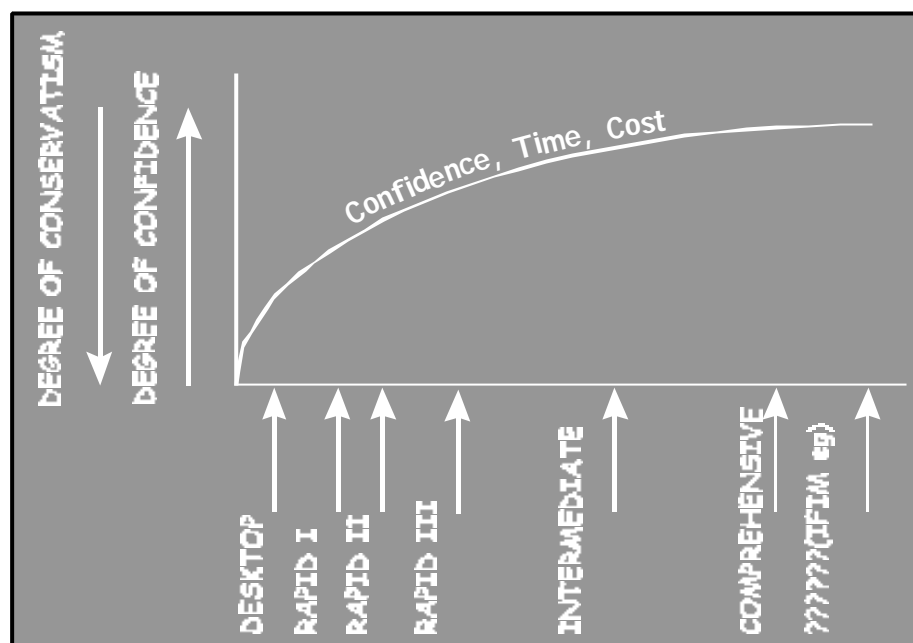 DEGREE OF CONSERVATISM
DEGREE OF CONFIDENCE
Confidence, Time, Cost
DESKTOP
RAPID I
RAPID II
RAPID III
INTERMEDIATE
COMPREHENSIVE
??????(IFIM eg)